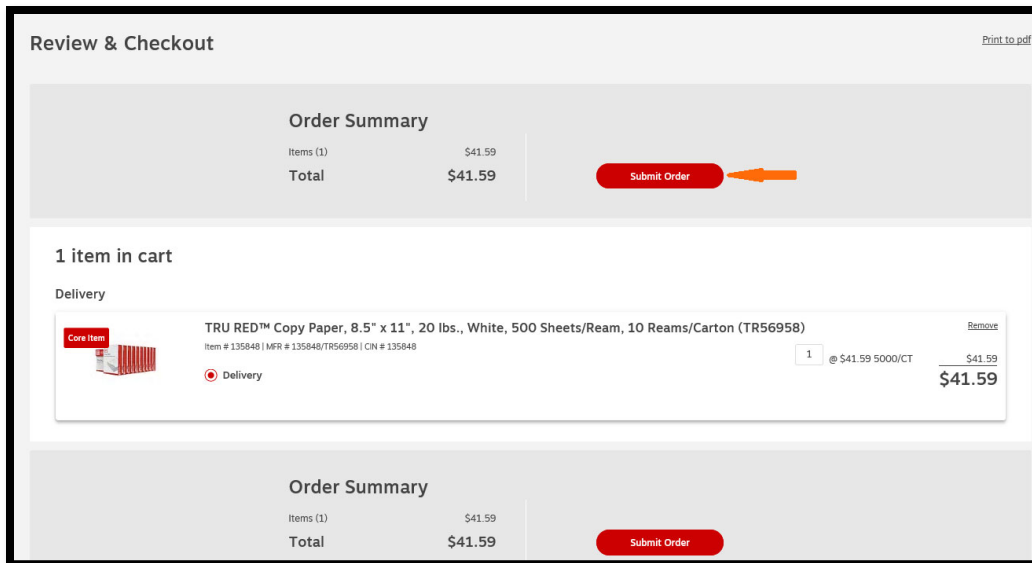 Review & Checkout
Print to pdf
Order Summary
Items (1) $41.59
Total $41.59
Submit Order
1 item in cart
Delivery
Core Item
TRU RED™ Copy Paper, 8.5" x 11", 20 lbs., White, 500 Sheets/Ream, 10 Reams/Carton (TR56958)
Remove
Item # 135848 | MFR # 135848/TR56958 | CIN # 135848
1 @ $41.59 5000/CT $41.59
Delivery
$41.59
Order Summary
Items (1) $41.59
Total $41.59
Submit Order